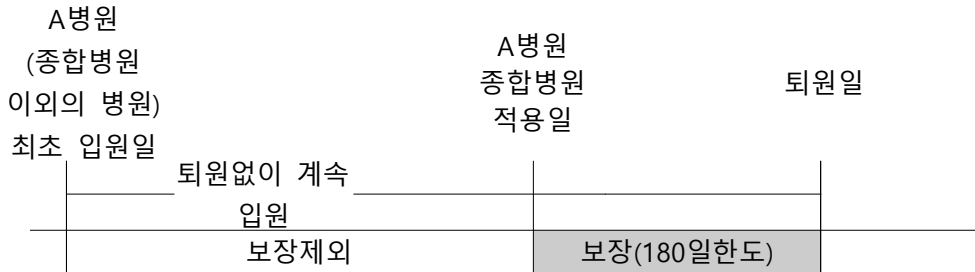 A병원
(종합병원
이외의 병원)
최초 입원일
A병원
종합병원
적용일
퇴원일
퇴원없이 계속
입원
보장제외
보장(180일한도)